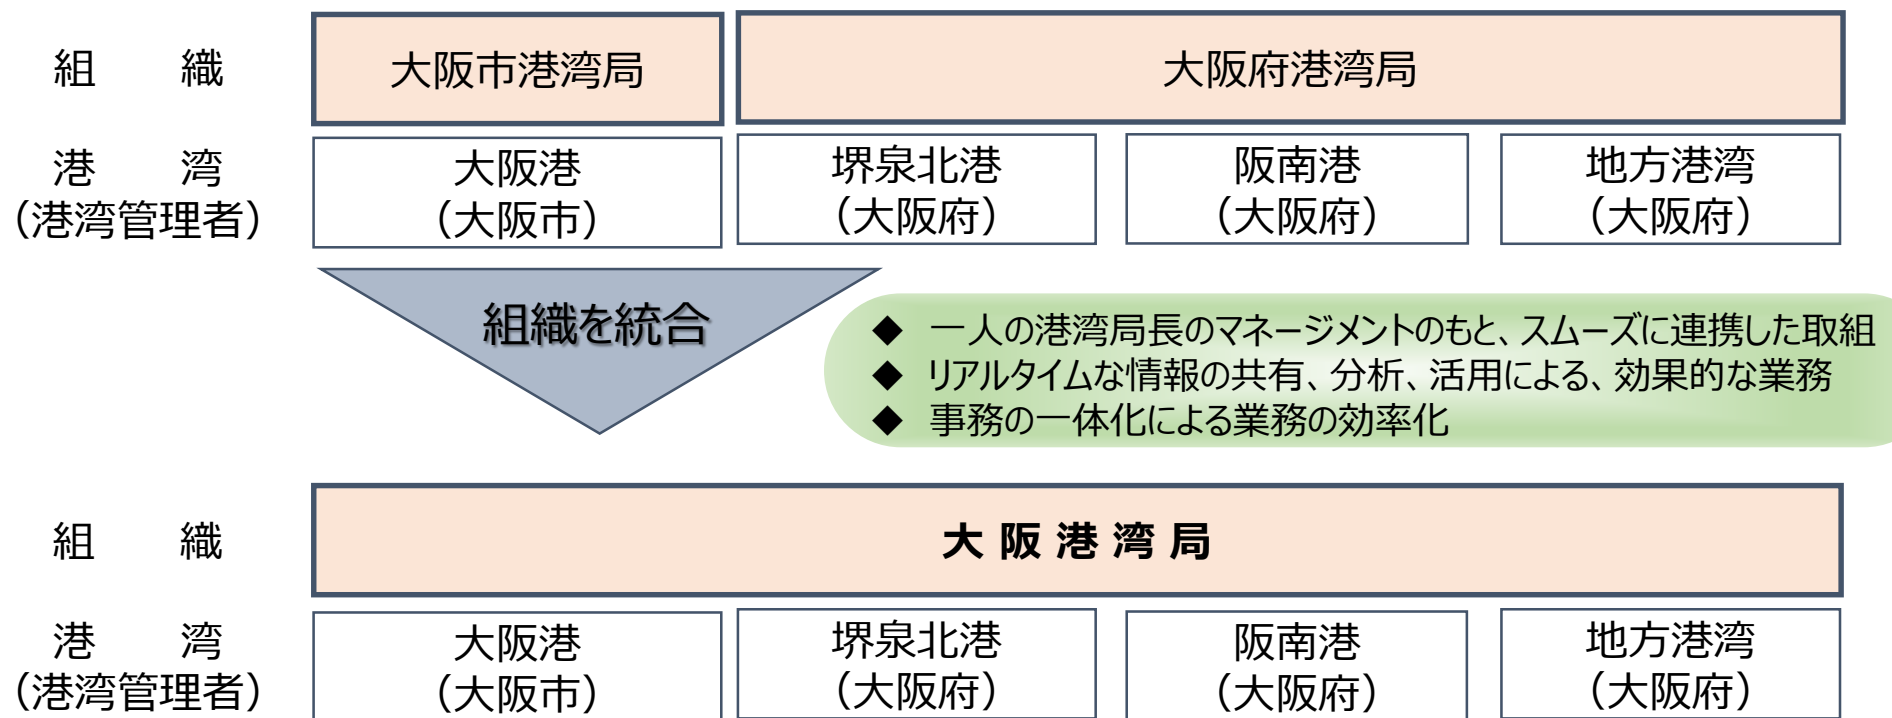 組　　織
大阪市港湾局
大阪府港湾局
港　　湾
（港湾管理者）
大阪港
（大阪市）
堺泉北港
（大阪府）
阪南港
（大阪府）
地方港湾
（大阪府）
組織を統合
◆ 一人の港湾局長のマネージメントのもと、スムーズに連携した取組
◆ リアルタイムな情報の共有、分析、活用による、効果的な業務
◆ 事務の一体化による業務の効率化
組　　織
大 阪 港 湾 局
港　　湾
（港湾管理者）
大阪港
（大阪市）
堺泉北港
（大阪府）
阪南港
（大阪府）
地方港湾
（大阪府）